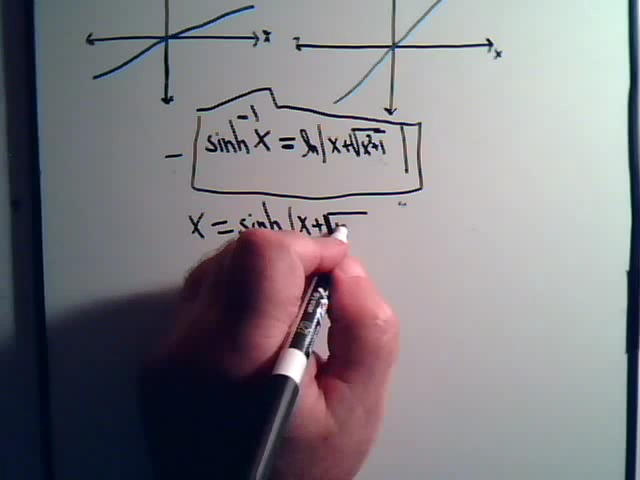 x x
sinh⁻¹ x = ln|x+√x²+1|
x = sinh|x+√